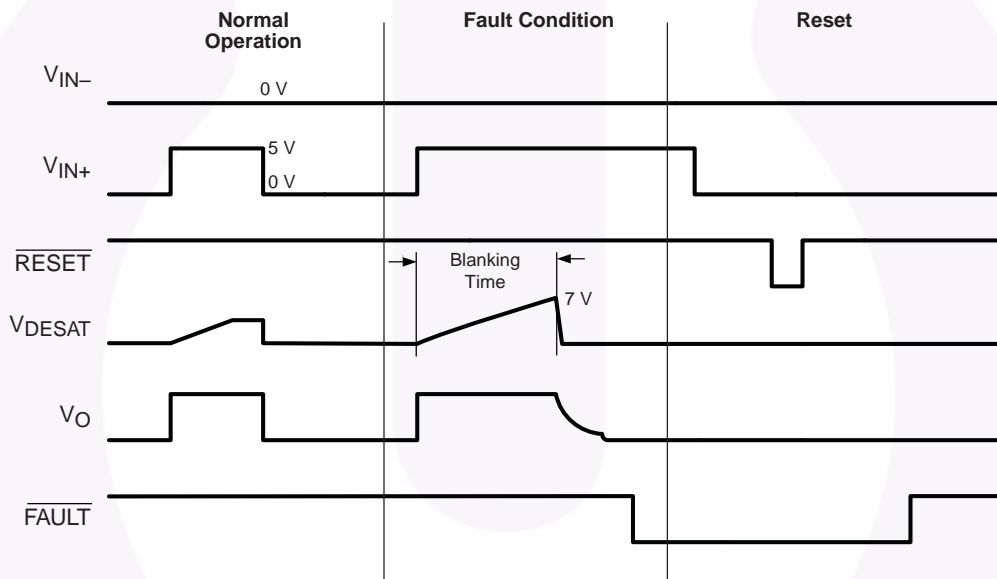 Normal
Operation
Fault Condition
Reset
VIN–
0 V
VIN+
5 V
0 V
RESET
Blanking
Time
7 V
VDESAT
VO
FAULT